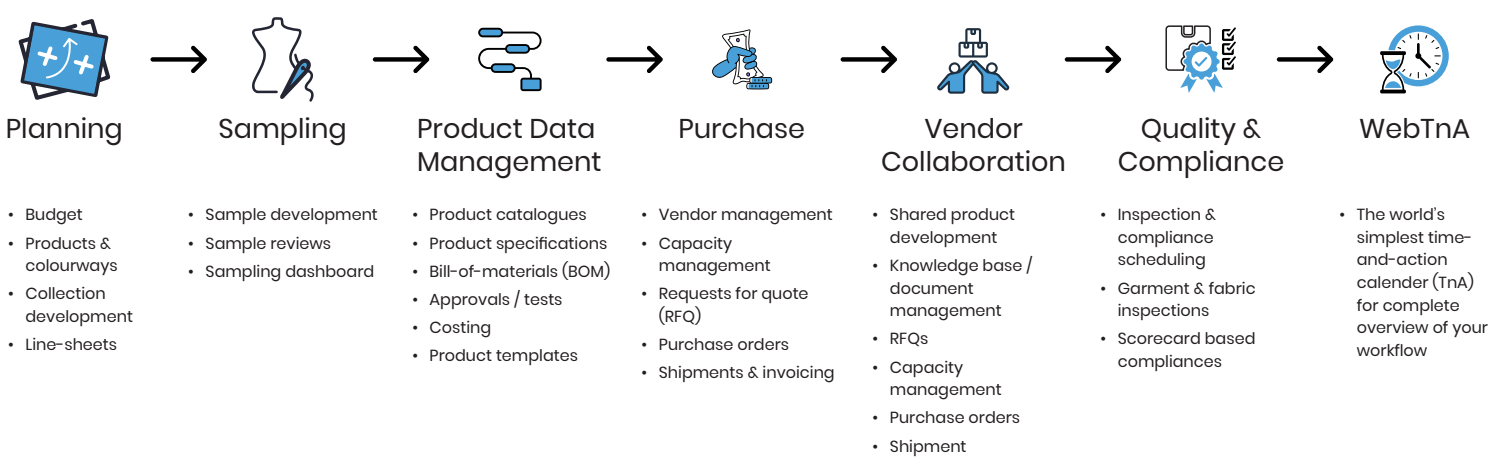 Planning
• Budget
• Products &
colourways
• Collection
development
• Line-sheets
Sampling
• Sample development
• Sample reviews
• Sampling dashboard
Product Data
Management
• Product catalogues
• Product specifications
• Bill-of-materials (BOM)
• Approvals / tests
• Costing
• Product templates
Purchase
• Vendor management
• Capacity
management
• Requests for quote
(RFQ)
• Purchase orders
• Shipments & invoicing
Vendor
Collaboration
• Shared product
development
• Knowledge base /
document
management
• RFQs
• Capacity
management
• Purchase orders
• Shipment
Quality &
Compliance
• Inspection &
compliance
scheduling
• Garment & fabric
inspections
• Scorecard based
compliances
WebTnA
• The world's
simplest time-
and-action
calender (TnA)
for complete
overview of your
workflow